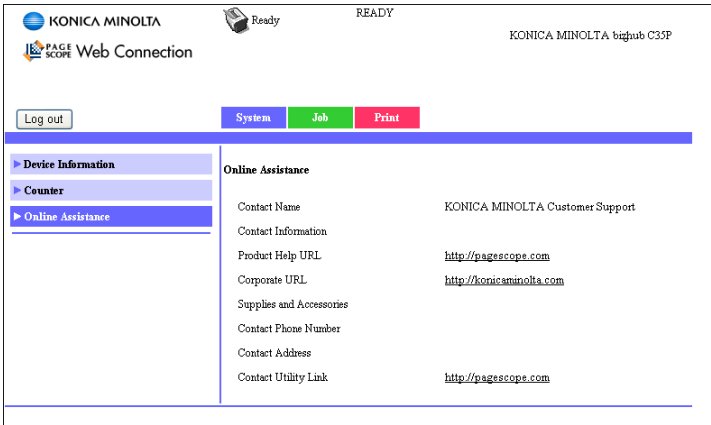 KONICA MINOLTA
Ready
READY
KONICA MINOLTA bizhub C35P
PAGE SCOPE Web Connection
Log out
System
Job
Print
Device Information
Counter
Online Assistance
Online Assistance
Contact Name KONICA MINOLTA Customer Support
Contact Information
Product Help URL http://pagescope.com
Corporate URL http://konicaminolta.com
Supplies and Accessories
Contact Phone Number
Contact Address
Contact Utility Link http://pagescope.com